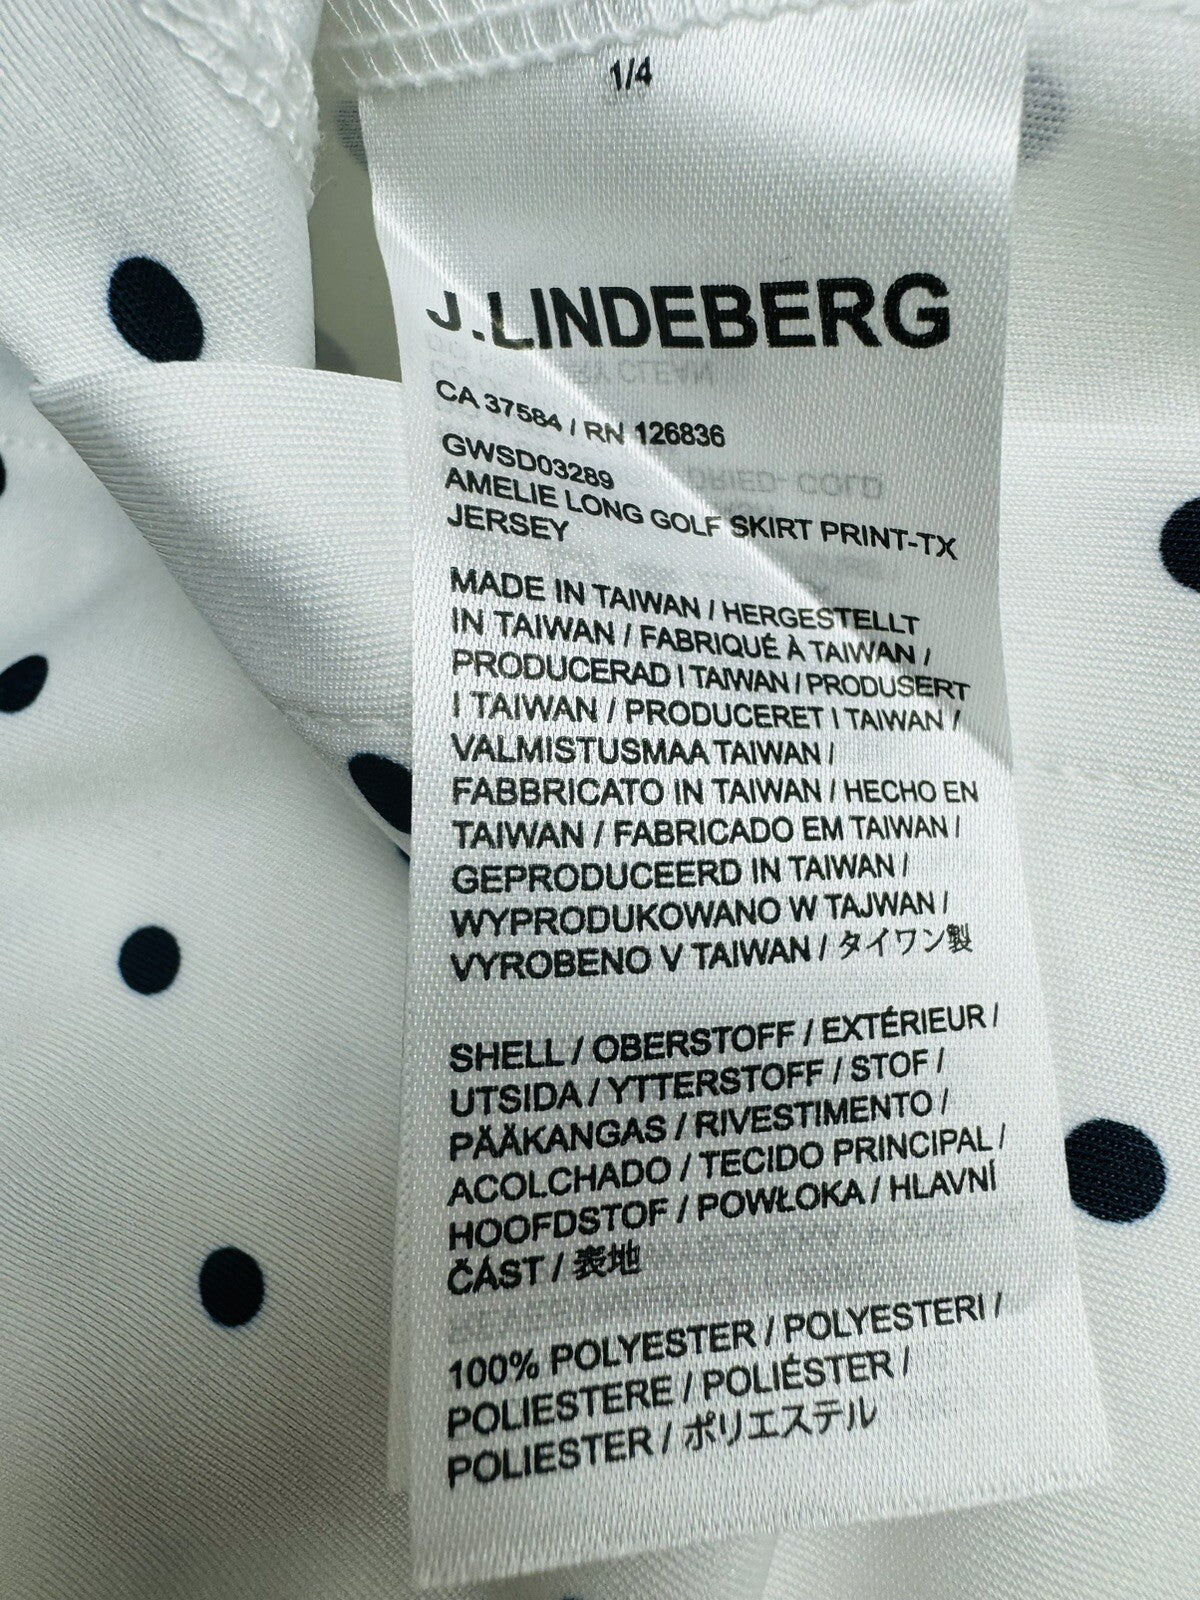 1/4
J.LINDEBERG
CA 37584 / RN 126836
GWSD03289
AMELIE LONG GOLF SKIRT PRINT-TX
JERSEY
MADE IN TAIWAN / HERGESTELLT
IN TAIWAN / FABRIQUÉ À TAIWAN /
PRODUCERAD I TAIWAN / PRODUSERT
I TAIWAN / PRODUCERET I TAIWAN /
VALMISTUSMAA TAIWAN /
FABBRICATO IN TAIWAN / HECHO EN
TAIWAN / FABRICADO EM TAIWAN /
GEPRODUCEERD IN TAIWAN /
WYPRODUKOWANO W TAJWAN /
VYROBENO V TAIWAN / タイワン製
SHELL / OBERSTOFF / EXTÉRIEUR /
UTSIDA / YTTERSTOFF / STOF /
PÄÄKANGAS / RIVESTIMENTO /
ACOLCHADO / TECIDO PRINCIPAL /
HOOFDSTOF / POWŁOKA / HLAVNÍ
ČÁST / 表地
100% POLYESTER / POLYESTERI /
POLIESTERE / POLIÉSTER /
POLIESTER / ポリエステル